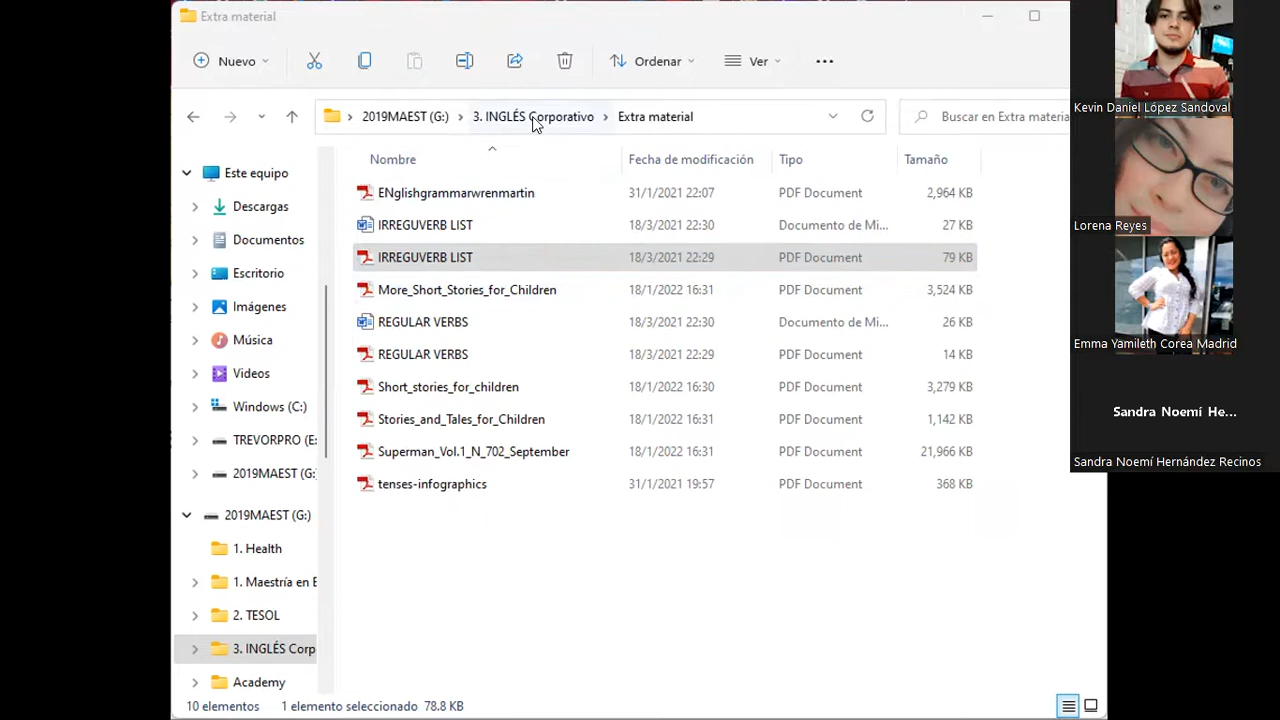 Extra material
Nuevo
Ordenar
Ver
2019MAEST (G:) > 3. INGLÉS Corporativo > Extra material
Buscar en Extra materia
Nombre Fecha de modificación Tipo Tamaño
ENglishgrammarwrenmartin 31/1/2021 22:07 PDF Document 2,964 KB
IRREGUVERB LIST 18/3/2021 22:30 Documento de Mi... 27 KB
IRREGUVERB LIST 18/3/2021 22:29 PDF Document 79 KB
More_Short_Stories_for_Children 18/1/2022 16:31 PDF Document 3,524 KB
REGULAR VERBS 18/3/2021 22:30 Documento de Mi... 26 KB
REGULAR VERBS 18/3/2021 22:29 PDF Document 14 KB
Short_stories_for_children 18/1/2022 16:30 PDF Document 3,279 KB
Stories_and_Tales_for_Children 18/1/2022 16:31 PDF Document 1,142 KB
Superman_Vol.1_N_702_September 18/1/2022 16:31 PDF Document 21,966 KB
tenses-infographics 31/1/2021 19:57 PDF Document 368 KB
Este equipo
Descargas
Documentos
Escritorio
Imágenes
Música
Videos
Windows (C:)
TREVORPRO (E:
2019MAEST (G:
2019MAEST (G:)
1. Health
1. Maestría en E
2. TESOL
3. INGLÉS Corp
Academy
10 elementos 1 elemento seleccionado 78.8 KB
Kevin Daniel López Sandoval
Lorena Reyes
Emma Yamileth Corea Madrid
Sandra Noemí He...
Sandra Noemí Hernández Recinos